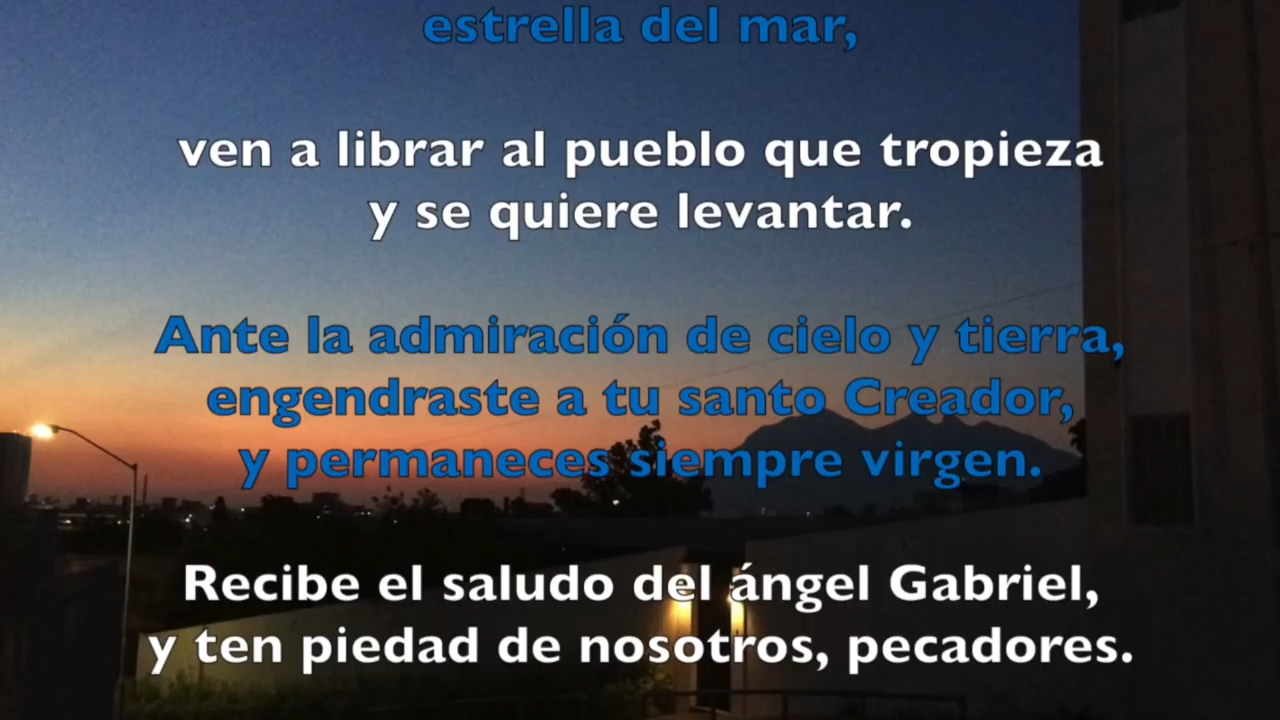 estrella del mar,
ven a librar al pueblo que tropieza
y se quiere levantar.
Ante la admiración de cielo y tierra,
engendraste a tu santo Creador,
y permaneces siempre virgen.
Recibe el saludo del ángel Gabriel,
y ten piedad de nosotros, pecadores.